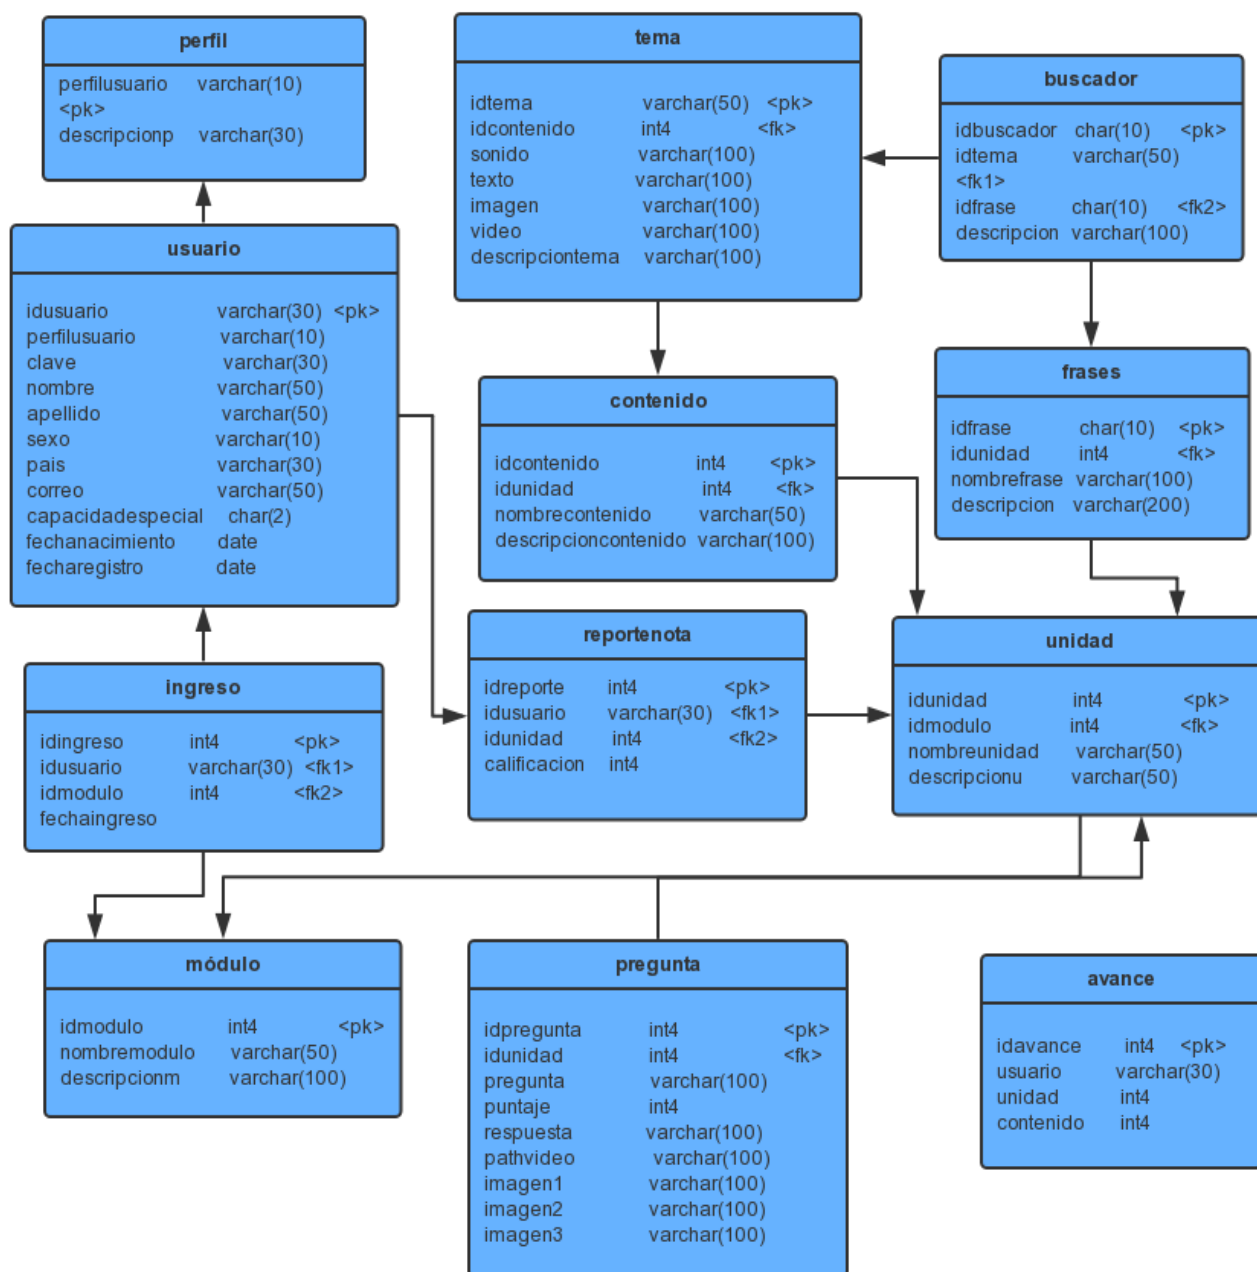 perfil
perfilusuario varchar(10)
<pk>
descripcionp varchar(30)
tema
idtema varchar(50) <pk>
idcontenido int4 <fk>
sonido varchar(100)
texto varchar(100)
imagen varchar(100)
video varchar(100)
descripciontema varchar(100)
buscador
idbuscador char(10) <pk>
idtema varchar(50)
<fk1>
idfrase char(10) <fk2>
descripcion varchar(100)
usuario
idusuario varchar(30) <pk>
perfilusuario varchar(10)
clave varchar(30)
nombre varchar(50)
apellido varchar(50)
sexo varchar(10)
pais varchar(30)
correo varchar(50)
capacidadespecial char(2)
fechanacimiento date
fecharegistro date
contenido
idcontenido int4 <pk>
idunidad int4 <fk>
nombrecontenido varchar(50)
descripcioncontenido varchar(100)
frases
idfrase char(10) <pk>
idunidad int4 <fk>
nombrefrase varchar(100)
descripcion varchar(200)
ingreso
idingreso int4 <pk>
idusuario varchar(30) <fk1>
idmodulo int4 <fk2>
fechaingreso
reportenota
idreporte int4 <pk>
idusuario varchar(30) <fk1>
idunidad int4 <fk2>
calificacion int4
unidad
idunidad int4 <pk>
idmodulo int4 <fk>
nombreunidad varchar(50)
descripcionu varchar(50)
módulo
idmodulo int4 <pk>
nombremodulo varchar(50)
descripcionm varchar(100)
pregunta
idpregunta int4 <pk>
idunidad int4 <fk>
pregunta varchar(100)
puntaje int4
respuesta varchar(100)
pathvideo varchar(100)
imagen1 varchar(100)
imagen2 varchar(100)
imagen3 varchar(100)
avance
idavance int4 <pk>
usuario varchar(30)
unidad int4
contenido int4